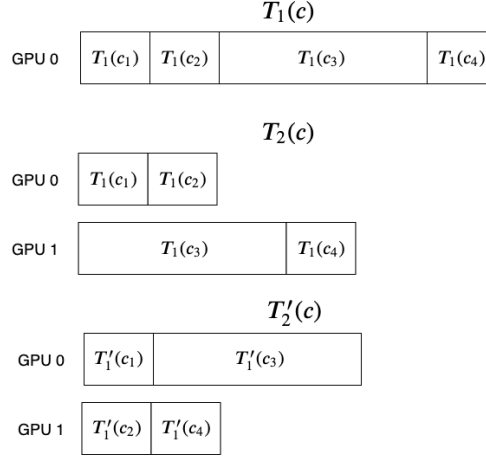 T₁(c)
GPU 0 T₁(c₁) T₁(c₂) T₁(c₃) T₁(c₄)
T₂(c)
GPU 0 T₁(c₁) T₁(c₂)
GPU 1 T₁(c₃) T₁(c₄)
T₂′(c)
GPU 0 T₁′(c₁) T₁′(c₃)
GPU 1 T₁′(c₂) T₁′(c₄)